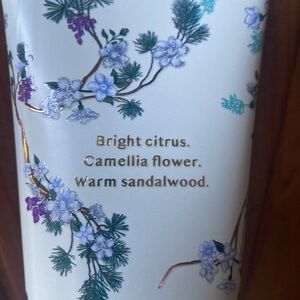 Bright citrus.
Camellia flower.
Warm sandalwood.